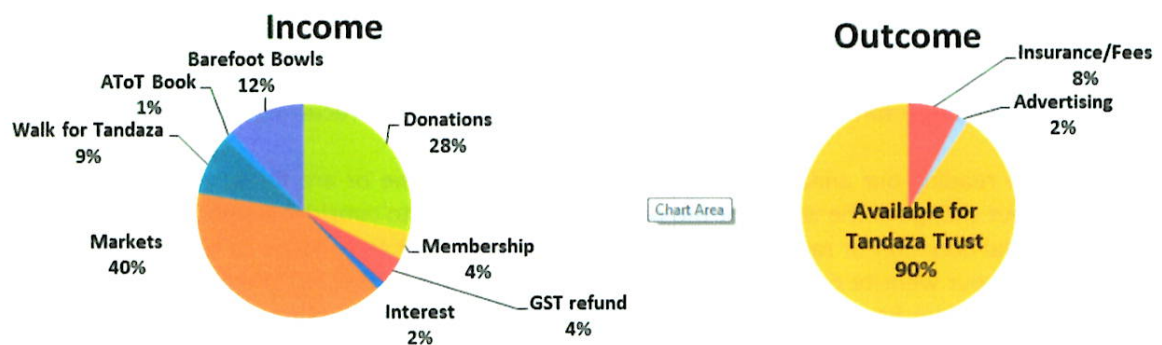 Income
Barefoot Bowls
12%
AToT Book
1%
Walk for Tandaza
9%
Donations
28%
Markets
40%
Membership
4%
Interest
2%
GST refund
4%
Chart Area
Outcome
Insurance/Fees
8%
Advertising
2%
Available for
Tandaza Trust
90%